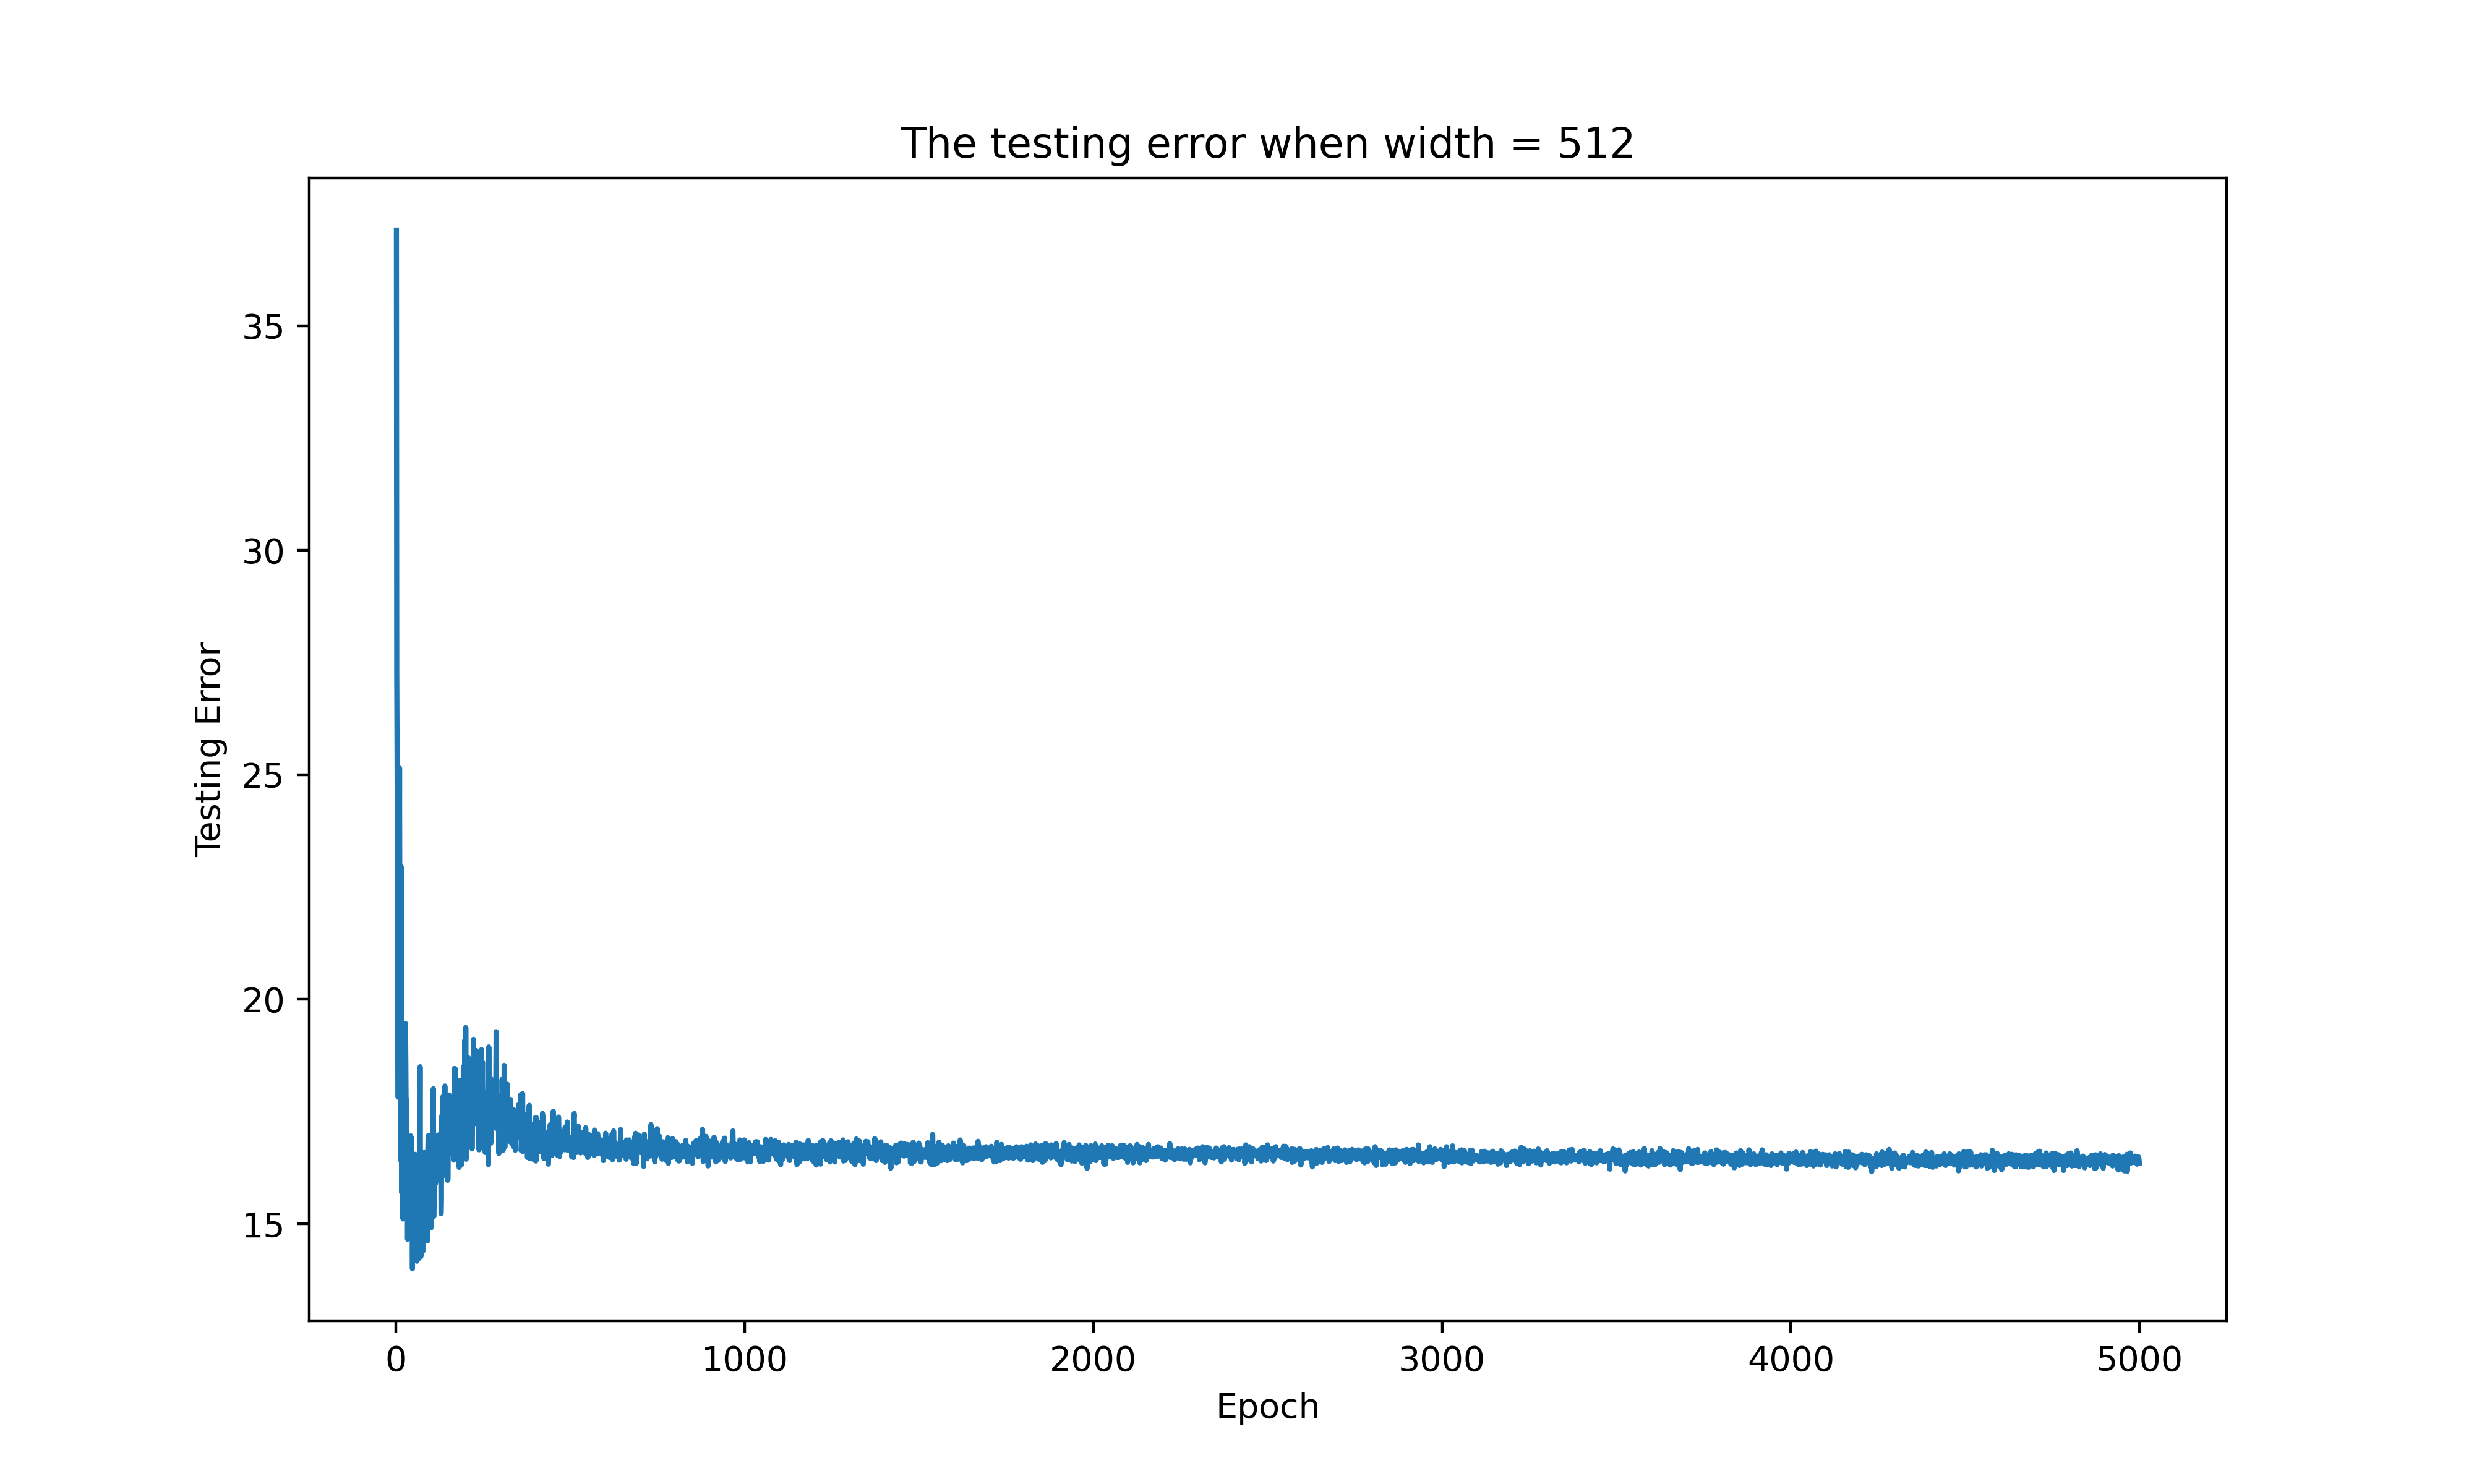 The testing error when width = 512
35
30
25
20
15
Testing Error
0 1000 2000 3000 4000 5000
Epoch